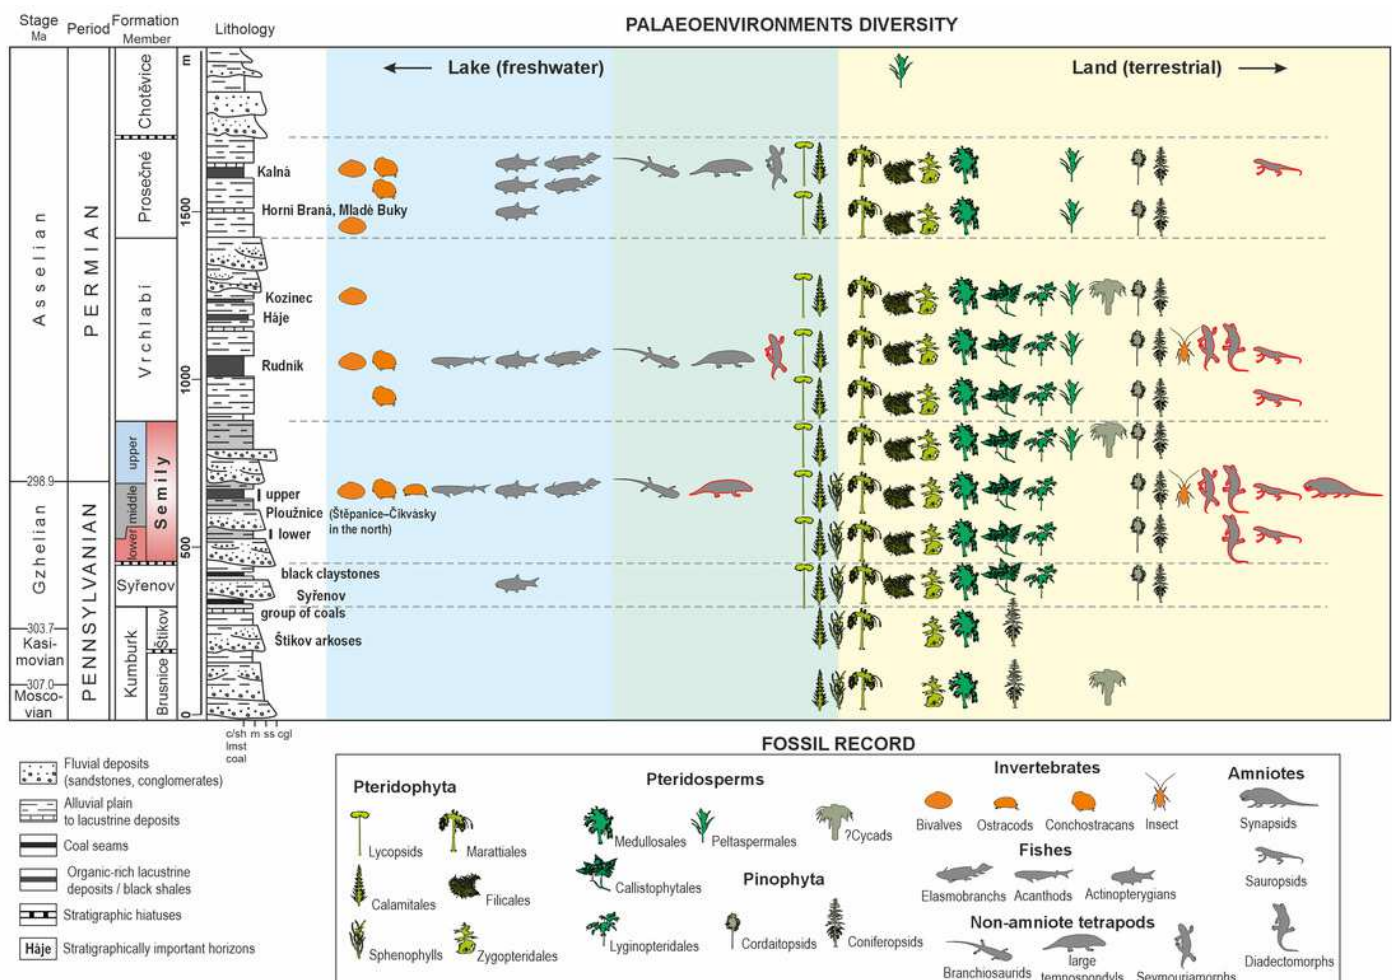 Stage
Ma
Period
Formation
Member
Lithology
PALAEOENVIRONMENTS DIVERSITY
Lake (freshwater)
Land (terrestrial)
m
1500
1000
500
0
Asselian
Gzhelian
Kasi-
movian
Mosco-
vian
298.9
303.7
307.0
PERMIAN
PENNSYLVANIAN
Chotěvice
Prosečné
Vrchlabí
upper
middle
lower
Semily
Syřenov
Kumburk
Štikov
Brusnice
Kalná
Horní Braná, Mladé Buky
Kozinec
Háje
Rudník
upper
Ploužnice (Štěpanice–Čikvásky
in the north)
lower
black claystones
Syřenov
group of coals
Štikov arkoses
c/sh m ss cgl
lmst
coal
Fluvial deposits
(sandstones, conglomerates)
Alluvial plain
to lacustrine deposits
Coal seams
Organic-rich lacustrine
deposits / black shales
Stratigraphic hiatuses
Háje Stratigraphically important horizons
FOSSIL RECORD
Pteridophyta
Lycopsids
Marattiales
Calamitales
Filicales
Sphenophylls
Zygopteridales
Pteridosperms
Medullosales
Peltaspermales
?Cycads
Callistophytales
Lyginopteridales
Pinophyta
Cordaitopsids
Coniferopsids
Invertebrates
Bivalves
Ostracods
Conchostracans
Insect
Fishes
Elasmobranchs
Acanthods
Actinopterygians
Non-amniote tetrapods
Branchiosaurids
large
temnospondyls
Seymouriamorphs
Amniotes
Synapsids
Sauropsids
Diadectomorphs